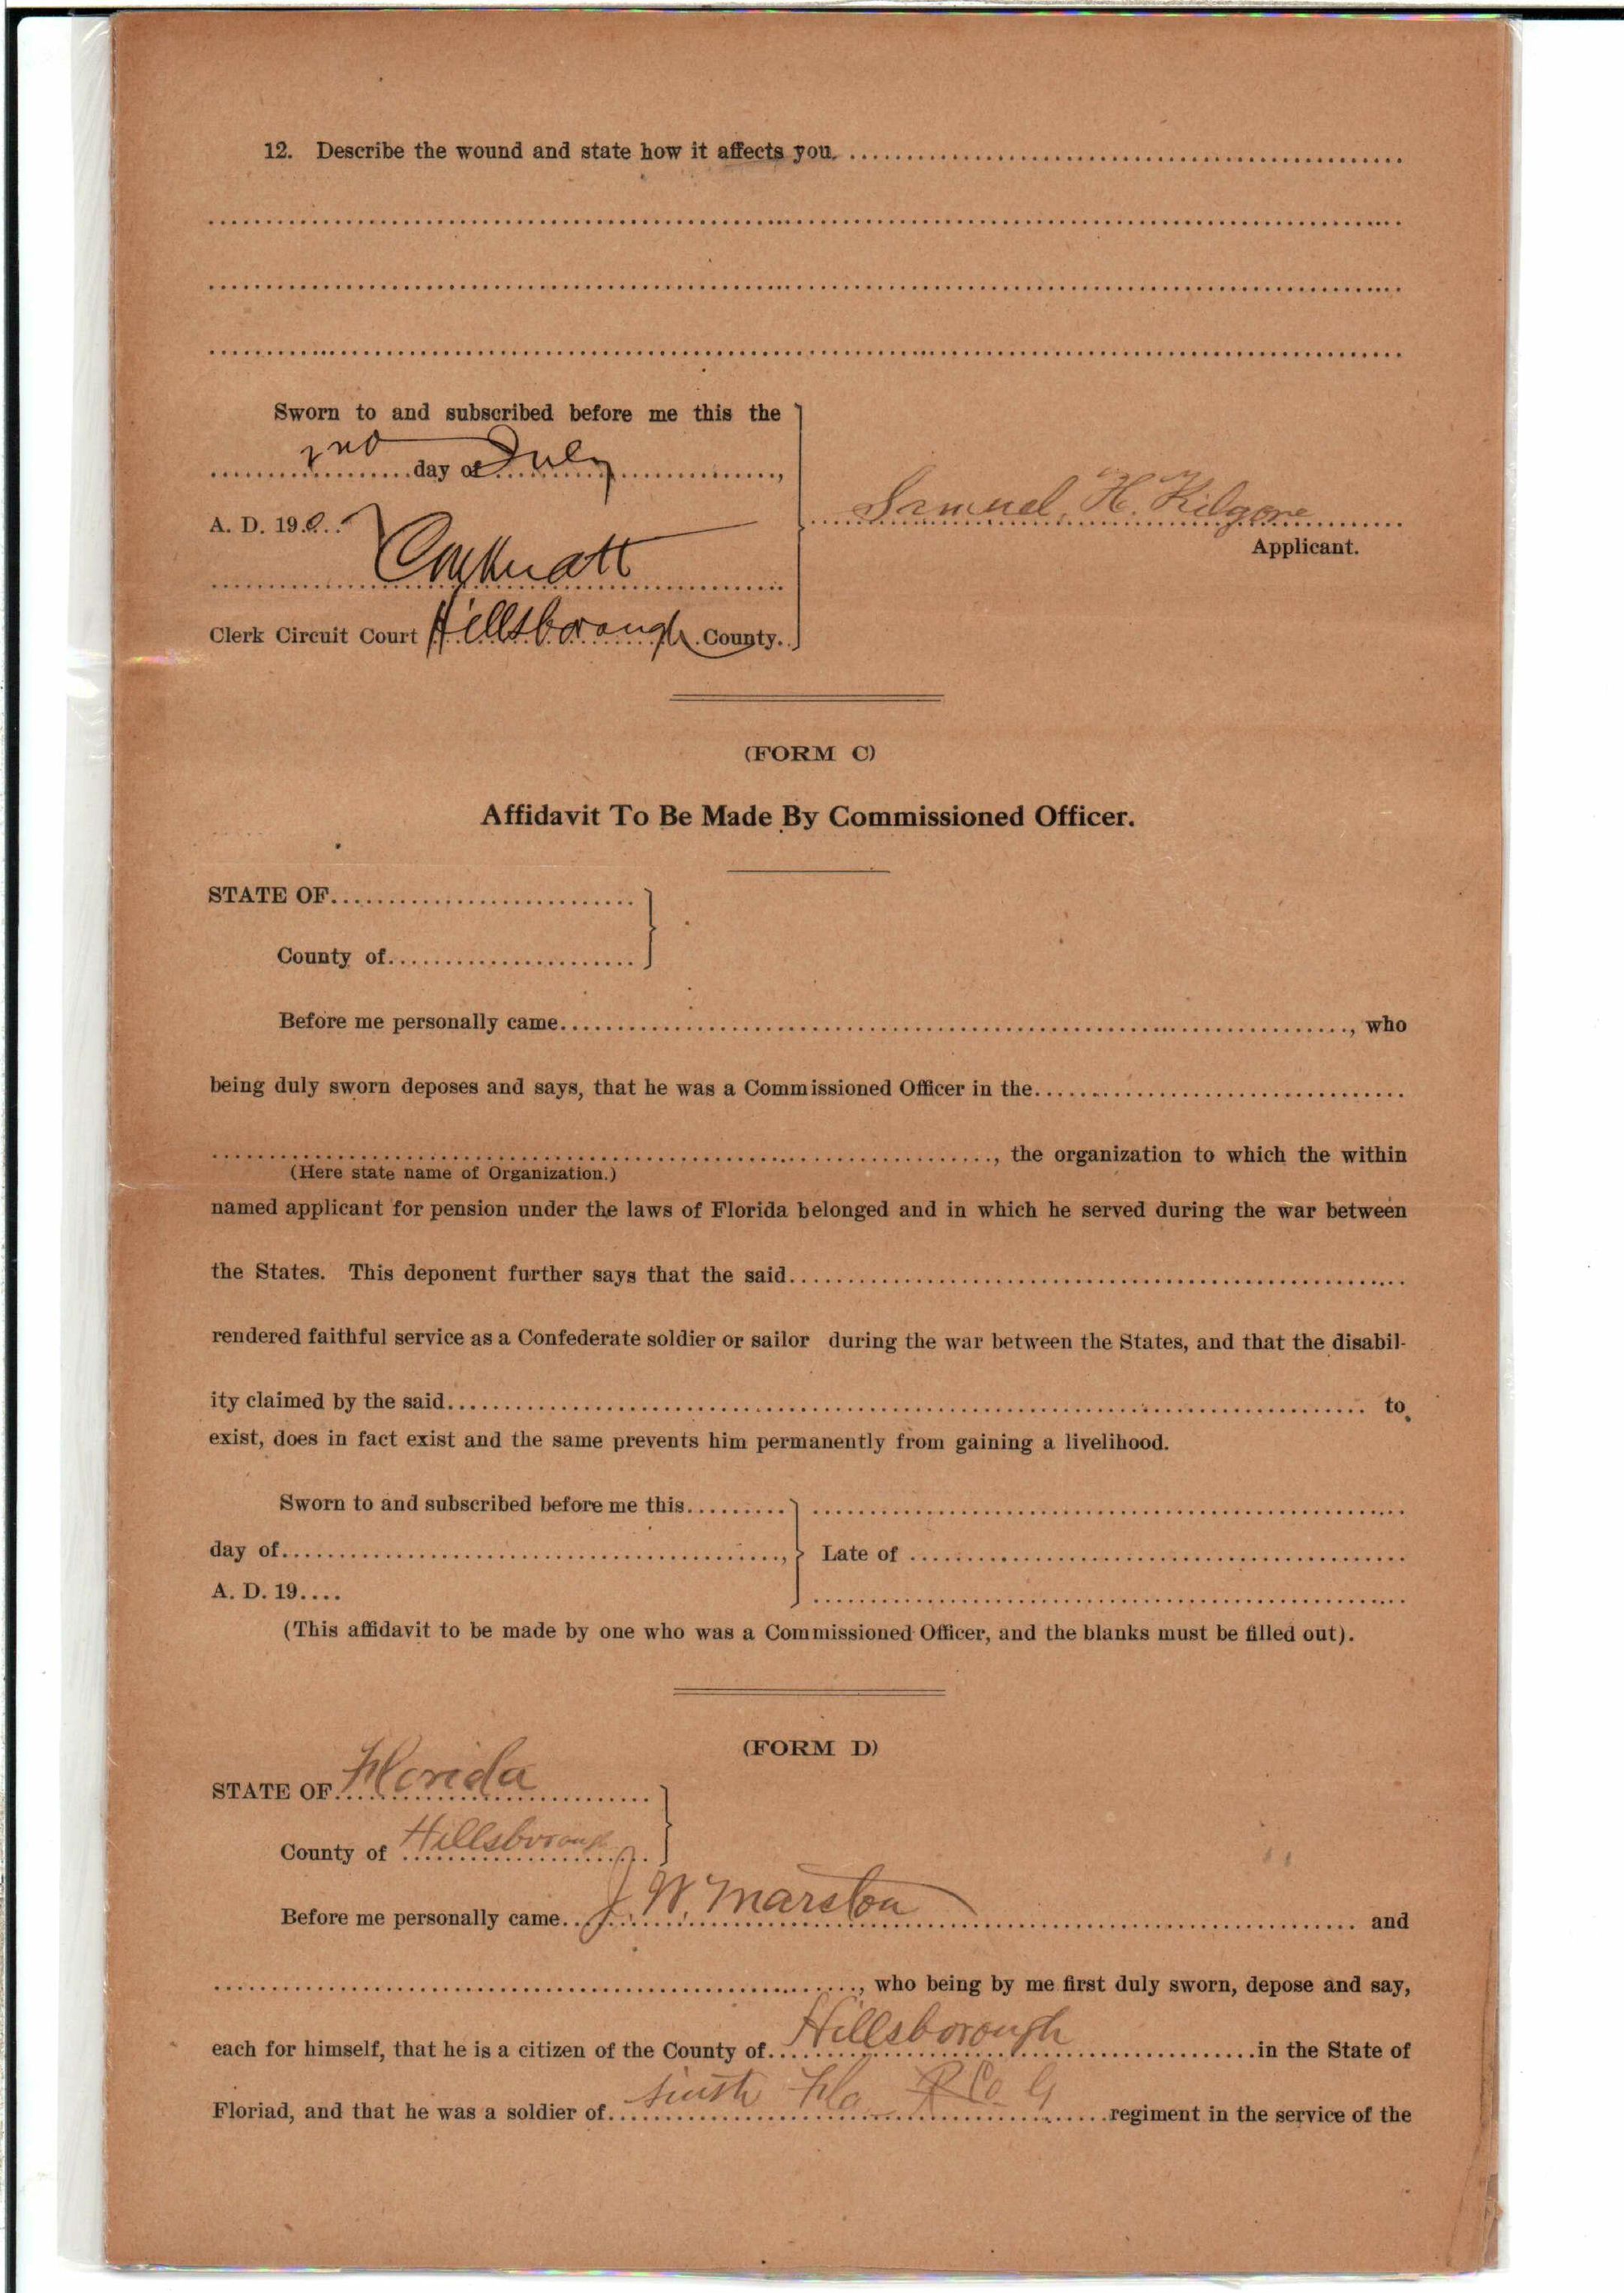 12. Describe the wound and state how it affects you.
Sworn to and subscribed before me this the
2nd day of July,
A. D. 190
Samuel. H. Kilgore
Applicant.
Clerk Circuit Court Hillsborough County.
(FORM C)
Affidavit To Be Made By Commissioned Officer.
STATE OF
County of
Before me personally came, who
being duly sworn deposes and says, that he was a Commissioned Officer in the
, the organization to which the within
(Here state name of Organization.)
named applicant for pension under the laws of Florida belonged and in which he served during the war between
the States. This deponent further says that the said
rendered faithful service as a Confederate soldier or sailor during the war between the States, and that the disabil-
ity claimed by the said to
exist, does in fact exist and the same prevents him permanently from gaining a livelihood.
Sworn to and subscribed before me this
day of, Late of
A. D. 19
(This affidavit to be made by one who was a Commissioned Officer, and the blanks must be filled out).
(FORM D)
STATE OF Florida
County of Hillsborough
Before me personally came J. W. Marston and
, who being by me first duly sworn, depose and say,
each for himself, that he is a citizen of the County of Hillsborough in the State of
Floriad, and that he was a soldier of Fla Co G regiment in the service of the